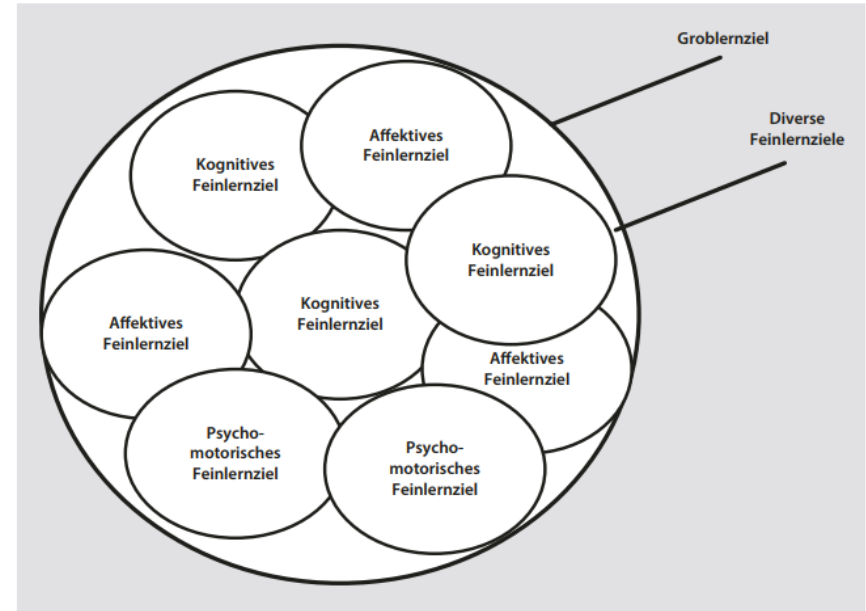 Groblernziel
Diverse
Feinlernziele
Affektives
Feinlernziel
Kognitives
Feinlernziel
Kognitives
Feinlernziel
Kognitives
Feinlernziel
Affektives
Feinlernziel
Affektives
Feinlernziel
Psycho-
motorisches
Feinlernziel
Psycho-
motorisches
Feinlernziel